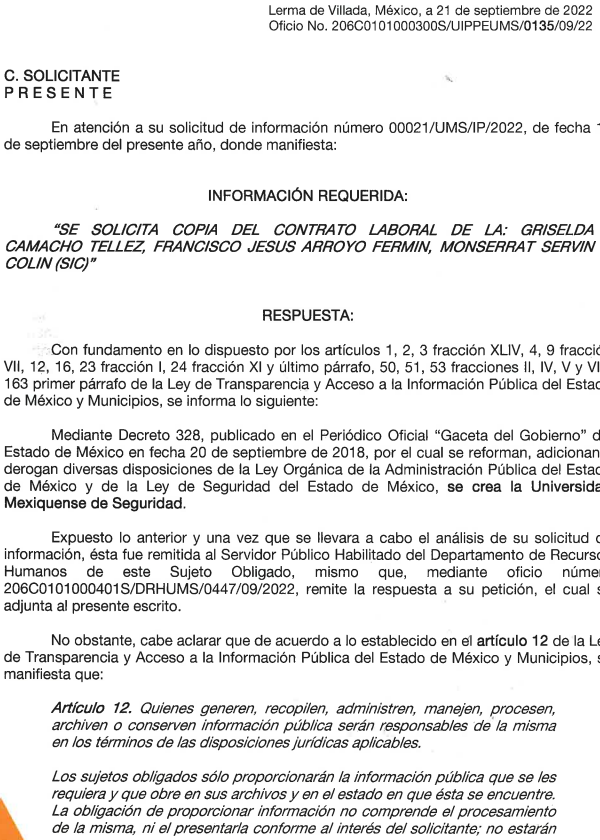 Lerma de Villada, México, a 21 de septiembre de 2022
Oficio No. 206C0101000300S/UIPPEUMS/0135/09/22
C. SOLICITANTE
P R E S E N T E
En atención a su solicitud de información número 00021/UMS/IP/2022, de fecha 1
de septiembre del presente año, donde manifiesta:
INFORMACIÓN REQUERIDA:
"SE SOLICITA COPIA DEL CONTRATO LABORAL DE LA: GRISELDA
CAMACHO TELLEZ, FRANCISCO JESUS ARROYO FERMIN, MONSERRAT SERVIN
COLIN (SIC)"
RESPUESTA:
Con fundamento en lo dispuesto por los artículos 1, 2, 3 fracción XLIV, 4, 9 fracció
VII, 12, 16, 23 fracción I, 24 fracción XI y último párrafo, 50, 51, 53 fracciones II, IV, V y VI
163 primer párrafo de la Ley de Transparencia y Acceso a la Información Pública del Estad
de México y Municipios, se informa lo siguiente:
Mediante Decreto 328, publicado en el Periódico Oficial "Gaceta del Gobierno" d
Estado de México en fecha 20 de septiembre de 2018, por el cual se reforman, adicionan
derogan diversas disposiciones de la Ley Orgánica de la Administración Pública del Estad
de México y de la Ley de Seguridad del Estado de México, se crea la Universida
Mexiquense de Seguridad.
Expuesto lo anterior y una vez que se llevara a cabo el análisis de su solicitud d
información, ésta fue remitida al Servidor Público Habilitado del Departamento de Recurso
Humanos de este Sujeto Obligado, mismo que, mediante oficio númer
206C0101000401S/DRHUMS/0447/09/2022, remite la respuesta a su petición, el cual s
adjunta al presente escrito.
No obstante, cabe aclarar que de acuerdo a lo establecido en el artículo 12 de la Le
de Transparencia y Acceso a la Información Pública del Estado de México y Municipios, s
manifiesta que:
Artículo 12. Quienes generen, recopilen, administren, manejen, procesen,
archiven o conserven información pública serán responsables de la misma
en los términos de las disposiciones jurídicas aplicables.
Los sujetos obligados sólo proporcionarán la información pública que se les
requiera y que obre en sus archivos y en el estado en que ésta se encuentre.
La obligación de proporcionar información no comprende el procesamiento
de la misma, ni el presentarla conforme al interés del solicitante; no estarán